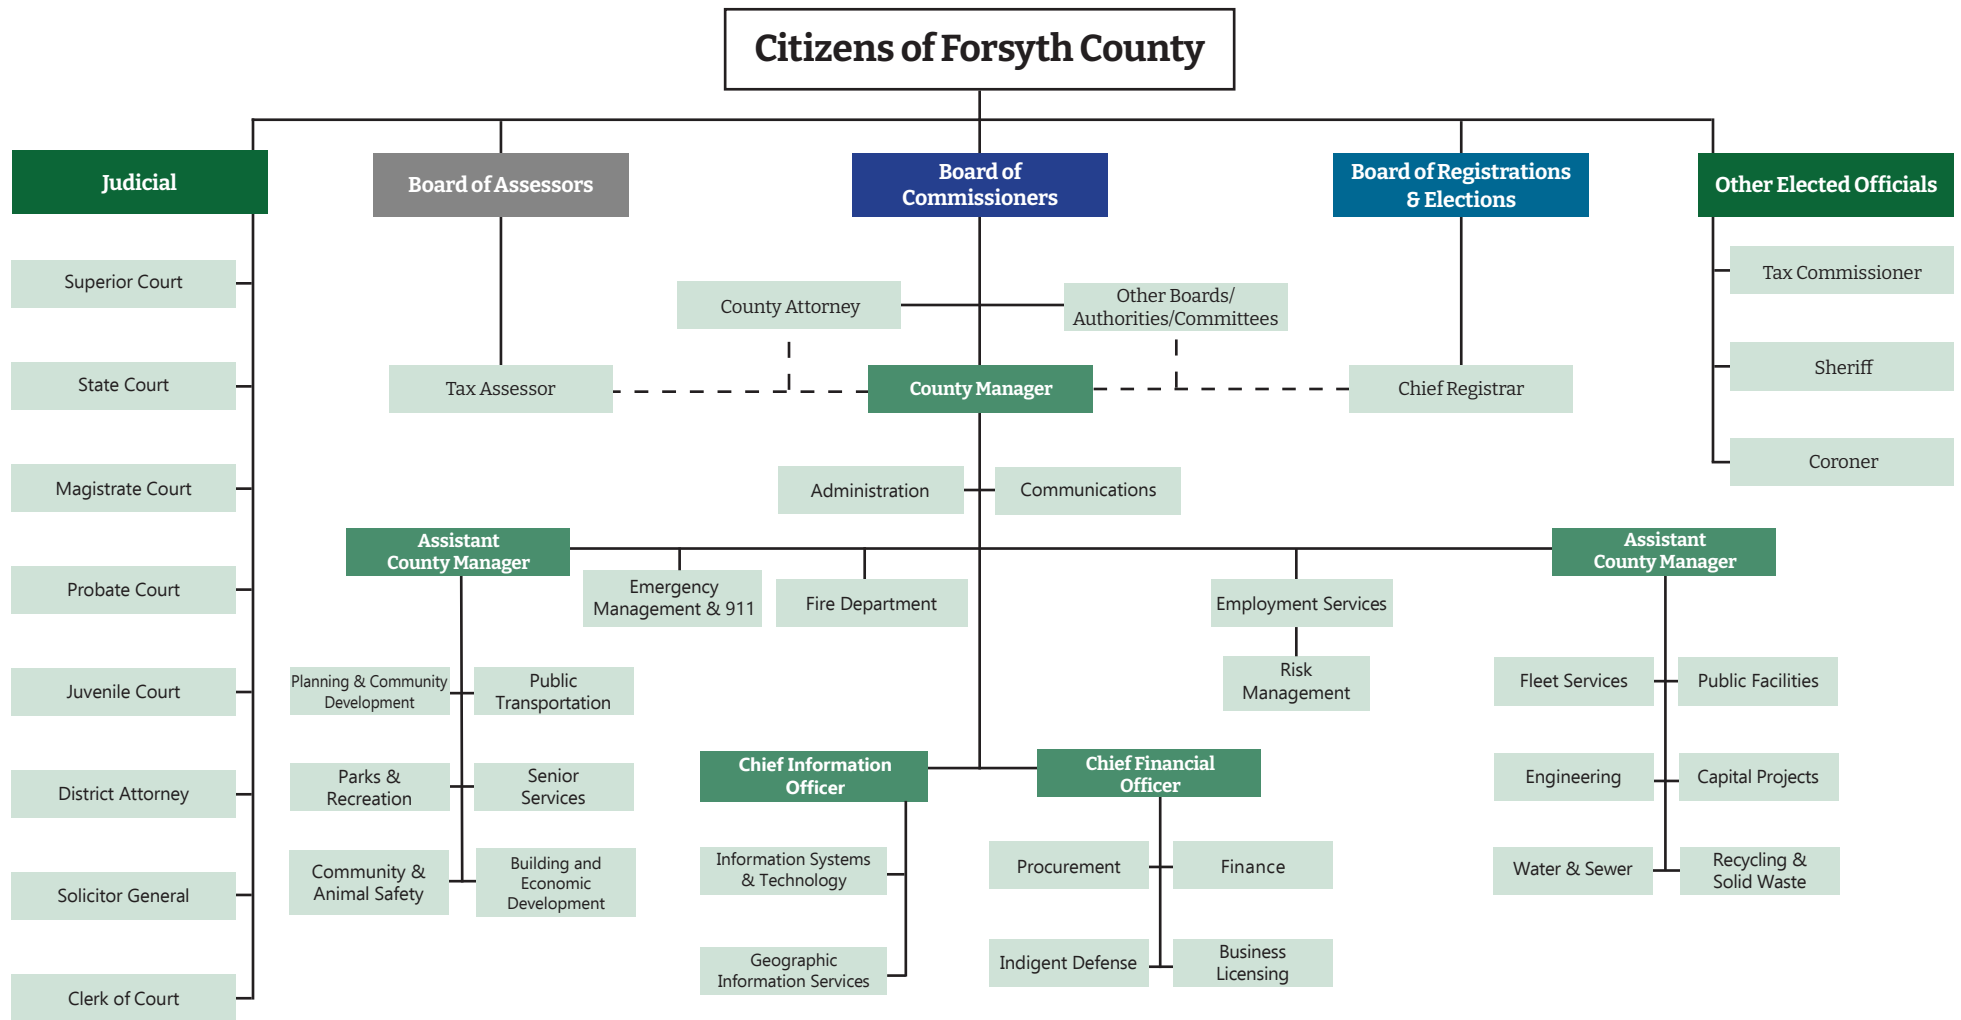 Citizens of Forsyth County
Judicial
Board of Assessors
Board of
Commissioners
Board of Registrations
& Elections
Other Elected Officials
Superior Court
State Court
Magistrate Court
Probate Court
Juvenile Court
District Attorney
Solicitor General
Clerk of Court
Tax Assessor
County Attorney
Other Boards/
Authorities/Committees
County Manager
Chief Registrar
Tax Commissioner
Sheriff
Coroner
Administration
Communications
Assistant
County Manager
Emergency
Management & 911
Fire Department
Employment Services
Risk
Management
Assistant
County Manager
Planning & Community
Development
Public
Transportation
Parks &
Recreation
Senior
Services
Community &
Animal Safety
Building and
Economic
Development
Chief Information
Officer
Information Systems
& Technology
Geographic
Information Services
Chief Financial
Officer
Procurement
Finance
Indigent Defense
Business
Licensing
Fleet Services
Public Facilities
Engineering
Capital Projects
Water & Sewer
Recycling &
Solid Waste